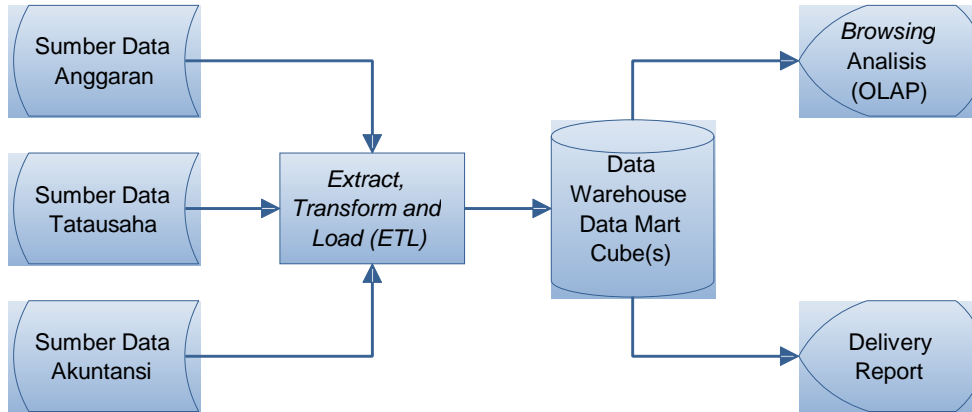 Sumber Data
Anggaran
Sumber Data
Tatausaha
Sumber Data
Akuntansi
Extract,
Transform and
Load (ETL)
Data
Warehouse
Data Mart
Cube(s)
Browsing
Analisis
(OLAP)
Delivery
Report